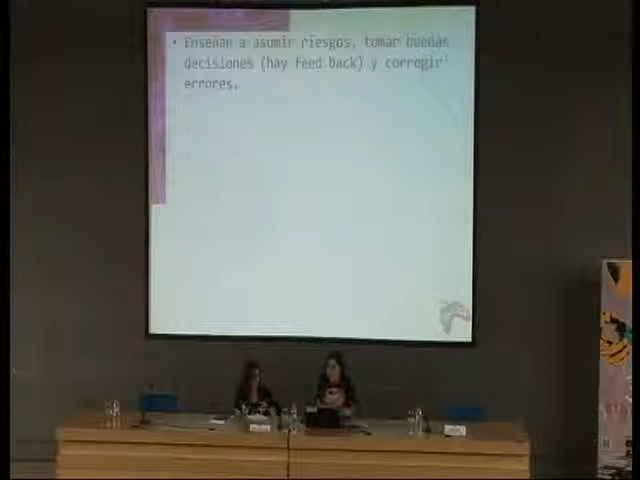 • Enseñan a asumir riesgos, tomar buenas
decisiones (hay feed back) y corregir
errores.